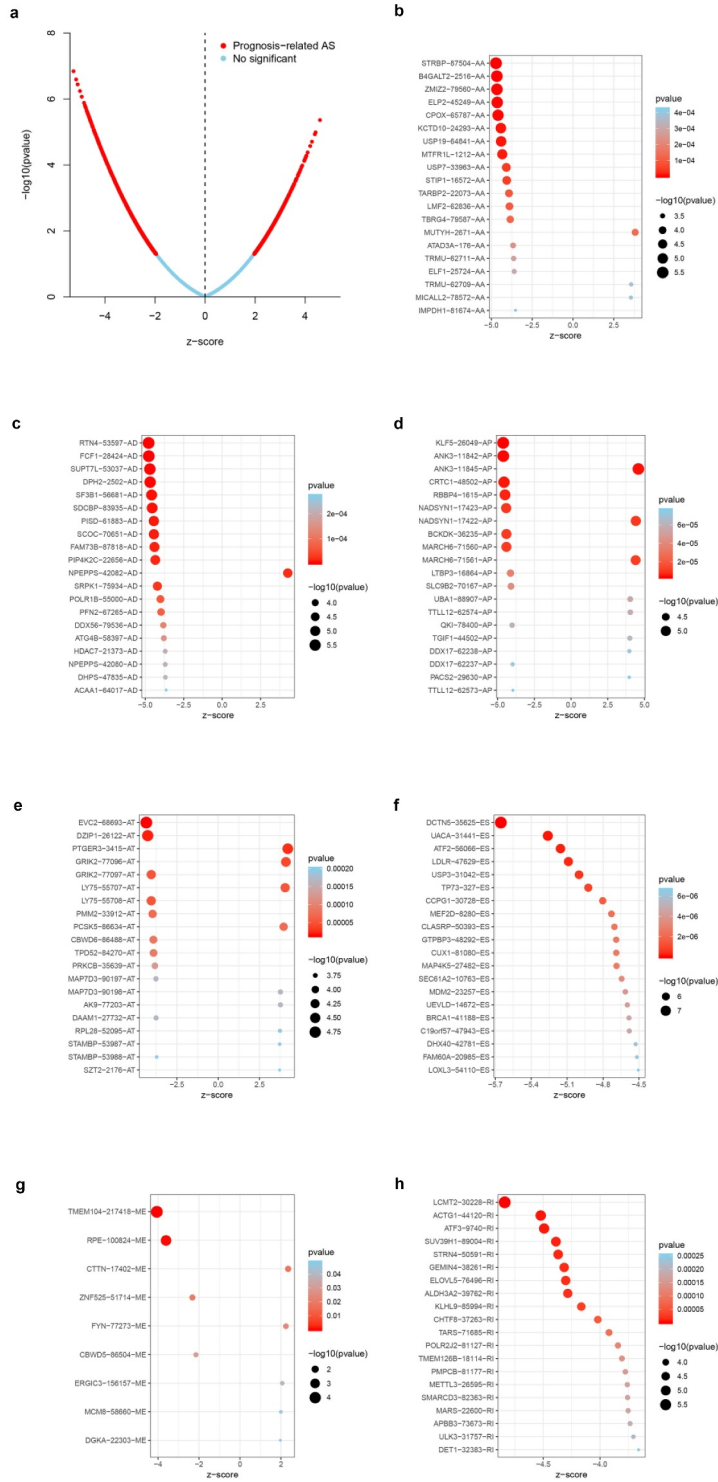 a
8
6
4
2
0
−log10(pvalue)
Prognosis-related AS
No significant
−4
−2
0
2
4
z-score
b
STRBP-87504-AA
B4GALT2-2516-AA
ZMIZ2-79560-AA
ELP2-45249-AA
CPOX-65787-AA
KCTD10-24293-AA
USP19-64841-AA
MTFR1L-1212-AA
USP7-33963-AA
STIP1-16572-AA
TARBP2-22073-AA
LMF2-62836-AA
TBRG4-79587-AA
MUTYH-2671-AA
ATAD3A-176-AA
TRMU-62711-AA
ELF1-25724-AA
TRMU-62709-AA
MICALL2-78572-AA
IMPDH1-81674-AA
−5.0
−2.5
0.0
2.5
z-score
pvalue
4e−04
3e−04
2e−04
1e−04
−log10(pvalue)
3.5
4.0
4.5
5.0
5.5
c
RTN4-53597-AD
FCF1-28424-AD
SUPT7L-53037-AD
DPH2-2502-AD
SF3B1-56681-AD
SDCBP-83935-AD
PISD-61883-AD
SCOC-70651-AD
FAM73B-87818-AD
PIP4K2C-22656-AD
NPEPPS-42082-AD
SRPK1-75934-AD
POLR1B-55000-AD
PFN2-67265-AD
DDX56-79536-AD
ATG4B-58397-AD
HDAC7-21373-AD
NPEPPS-42080-AD
DHPS-47835-AD
ACAA1-64017-AD
−5.0
−2.5
0.0
2.5
5.0
z-score
pvalue
2e−04
1e−04
−log10(pvalue)
4.0
4.5
5.0
5.5
d
KLF5-26049-AP
ANK3-11842-AP
ANK3-11845-AP
CRTC1-48502-AP
RBBP4-1615-AP
NADSYN1-17423-AP
NADSYN1-17422-AP
BCKDK-36235-AP
MARCH6-71560-AP
MARCH6-71561-AP
LTBP3-16864-AP
SLC9B2-70167-AP
UBA1-88907-AP
TTLL12-62574-AP
QKI-78400-AP
TGIF1-44502-AP
DDX17-62238-AP
DDX17-62237-AP
PACS2-29630-AP
TTLL12-62573-AP
−5.0
−2.5
0.0
2.5
5.0
z-score
pvalue
6e−05
4e−05
2e−05
−log10(pvalue)
4.5
5.0
e
EVC2-68693-AT
DZIP1-26122-AT
PTGER3-3415-AT
GRIK2-77096-AT
GRIK2-77097-AT
LY75-55707-AT
LY75-55708-AT
PMM2-33912-AT
PCSK5-86634-AT
CBWD6-86488-AT
TPD52-84270-AT
PRKCB-35639-AT
MAP7D3-90197-AT
MAP7D3-90198-AT
AK9-77203-AT
DAAM1-27732-AT
RPL28-52095-AT
STAMBP-53987-AT
STAMBP-53988-AT
SZT2-2176-AT
−2.5
0.0
2.5
z-score
pvalue
0.00020
0.00015
0.00010
0.00005
−log10(pvalue)
3.75
4.00
4.25
4.50
4.75
f
DCTN5-35625-ES
UACA-31441-ES
ATF2-56066-ES
LDLR-47629-ES
USP3-31042-ES
TP73-327-ES
CCPG1-30728-ES
MEF2D-8280-ES
CLASRP-50393-ES
GTPBP3-48292-ES
CUX1-81080-ES
MAP4K5-27482-ES
SEC61A2-10763-ES
MDM2-23257-ES
UEVLD-14672-ES
BRCA1-41188-ES
C19orf57-47943-ES
DHX40-42781-ES
FAM60A-20985-ES
LOXL3-54110-ES
−5.7
−5.4
−5.1
−4.8
−4.5
z-score
pvalue
6e−06
4e−06
2e−06
−log10(pvalue)
6
7
g
TMEM104-217418-ME
RPE-100824-ME
CTTN-17402-ME
ZNF525-51714-ME
FYN-77273-ME
CBWD5-86504-ME
ERGIC3-156157-ME
MCM8-58660-ME
DGKA-22303-ME
−4
−2
0
2
z-score
pvalue
0.04
0.03
0.02
0.01
−log10(pvalue)
2
3
4
h
LCMT2-30228-RI
ACTG1-44120-RI
ATF3-9740-RI
SUV39H1-89004-RI
STRN4-50591-RI
GEMIN4-38261-RI
ELOVL5-76496-RI
ALDH3A2-39762-RI
KLHL9-85994-RI
CHTF8-37263-RI
TARS-71685-RI
POLR2J2-81127-RI
TMEM126B-18114-RI
PMPCB-81177-RI
METTL3-26595-RI
SMARCD3-82363-RI
MARS-22600-RI
APBB3-73673-RI
ULK3-31757-RI
DET1-32383-RI
−4.5
−4.0
z-score
pvalue
0.00025
0.00020
0.00015
0.00010
0.00005
−log10(pvalue)
4.0
4.5
5.0
5.5